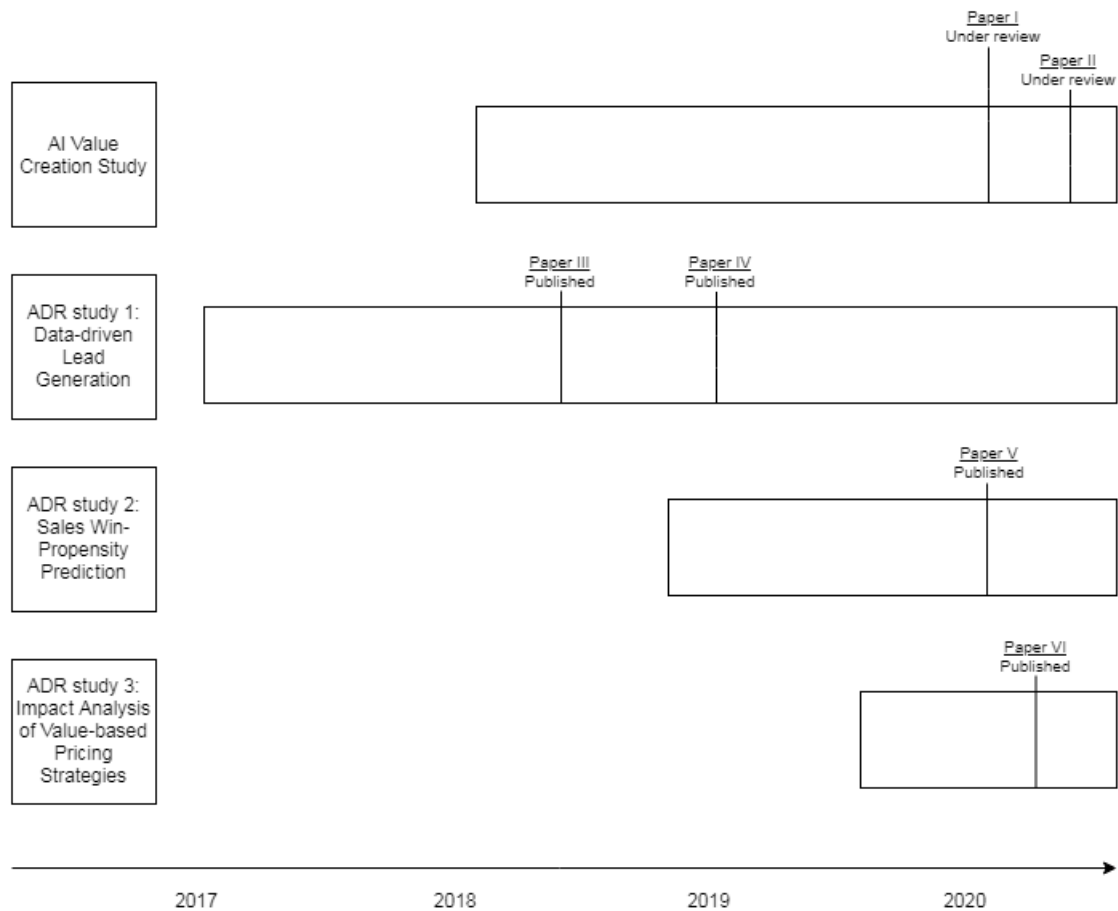 Paper I
Under review
Paper II
Under review
AI Value
Creation Study
Paper III
Published
Paper IV
Published
ADR study 1:
Data-driven
Lead
Generation
Paper V
Published
ADR study 2:
Sales Win-
Propensity
Prediction
Paper VI
Published
ADR study 3:
Impact Analysis
of Value-based
Pricing
Strategies
2017
2018
2019
2020